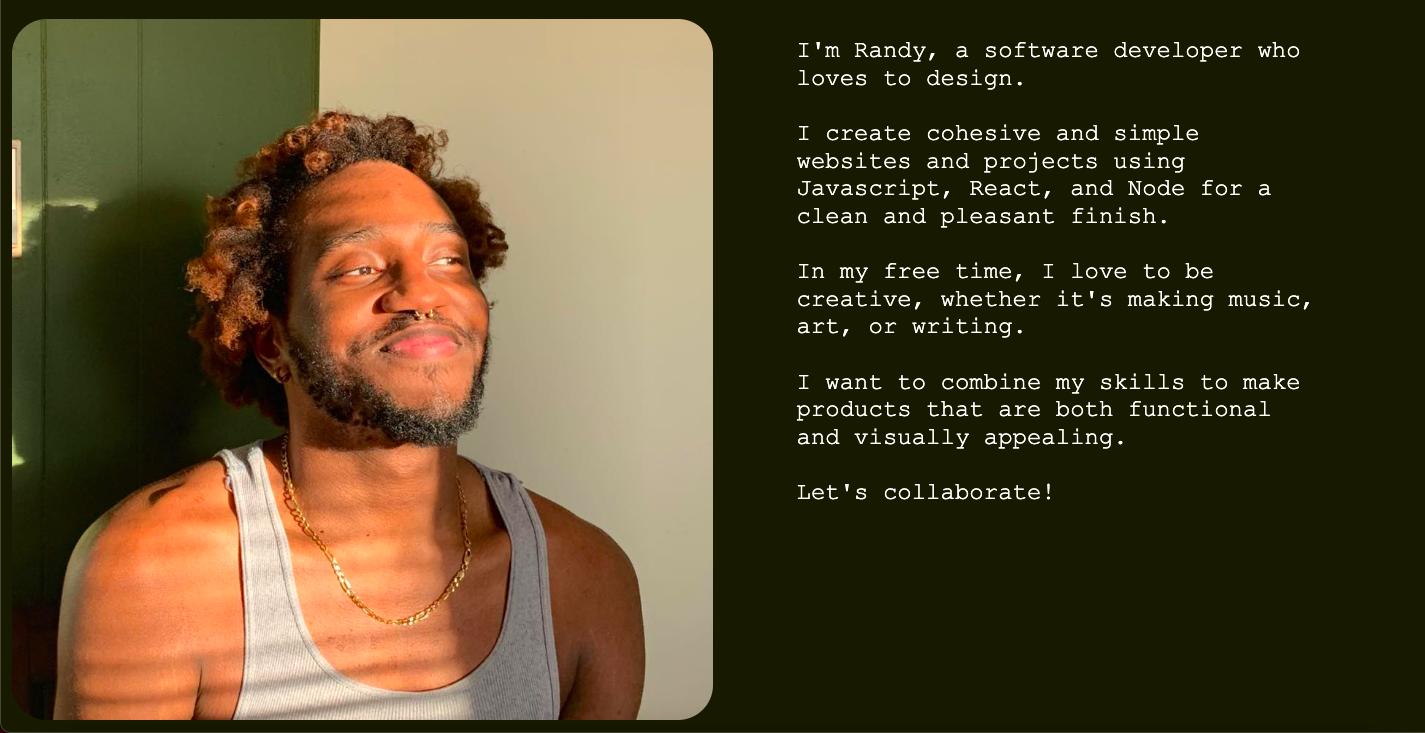 I'm Randy, a software developer who
loves to design.
I create cohesive and simple
websites and projects using
Javascript, React, and Node for a
clean and pleasant finish.
In my free time, I love to be
creative, whether it's making music,
art, or writing.
I want to combine my skills to make
products that are both functional
and visually appealing.
Let's collaborate!